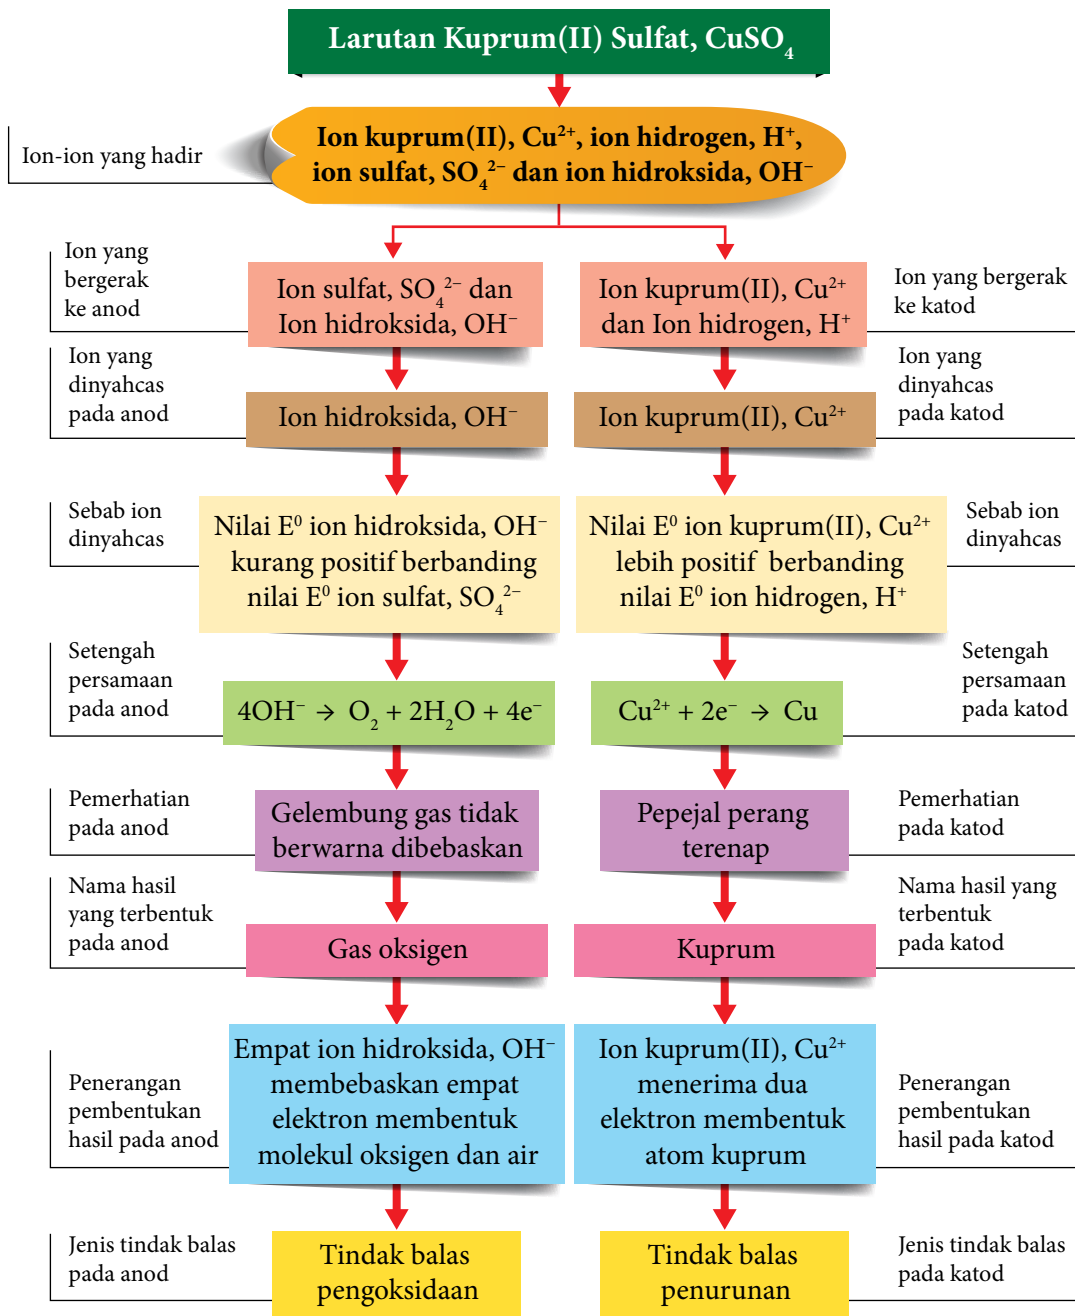 Larutan Kuprum(II) Sulfat, CuSO₄
Ion-ion yang hadir
Ion kuprum(II), Cu²⁺, ion hidrogen, H⁺,
ion sulfat, SO₄²⁻ dan ion hidroksida, OH⁻
Ion yang
bergerak
ke anod
Ion sulfat, SO₄²⁻ dan
Ion hidroksida, OH⁻
Ion kuprum(II), Cu²⁺
dan Ion hidrogen, H⁺
Ion yang bergerak
ke katod
Ion yang
dinyahcas
pada anod
Ion hidroksida, OH⁻
Ion kuprum(II), Cu²⁺
Ion yang
dinyahcas
pada katod
Sebab ion
dinyahcas
Nilai E⁰ ion hidroksida, OH⁻
kurang positif berbanding
nilai E⁰ ion sulfat, SO₄²⁻
Nilai E⁰ ion kuprum(II), Cu²⁺
lebih positif berbanding
nilai E⁰ ion hidrogen, H⁺
Sebab ion
dinyahcas
Setengah
persamaan
pada anod
4OH⁻ → O₂ + 2H₂O + 4e⁻
Cu²⁺ + 2e⁻ → Cu
Setengah
persamaan
pada katod
Pemerhatian
pada anod
Gelembung gas tidak
berwarna dibebaskan
Pepejal perang
terenap
Pemerhatian
pada katod
Nama hasil
yang terbentuk
pada anod
Gas oksigen
Kuprum
Nama hasil yang
terbentuk
pada katod
Penerangan
pembentukan
hasil pada anod
Empat ion hidroksida, OH⁻
membebaskan empat
elektron membentuk
molekul oksigen dan air
Ion kuprum(II), Cu²⁺
menerima dua
elektron membentuk
atom kuprum
Penerangan
pembentukan
hasil pada katod
Jenis tindak balas
pada anod
Tindak balas
pengoksidaan
Tindak balas
penurunan
Jenis tindak balas
pada katod